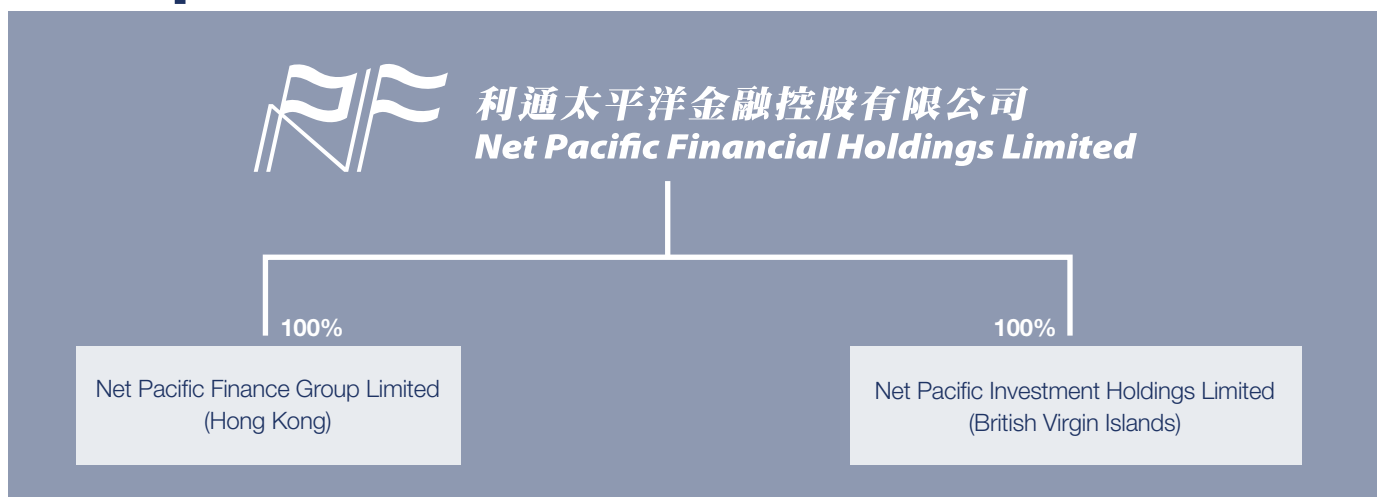 利通太平洋金融控股有限公司
Net Pacific Financial Holdings Limited
100%
100%
Net Pacific Finance Group Limited
(Hong Kong)
Net Pacific Investment Holdings Limited
(British Virgin Islands)